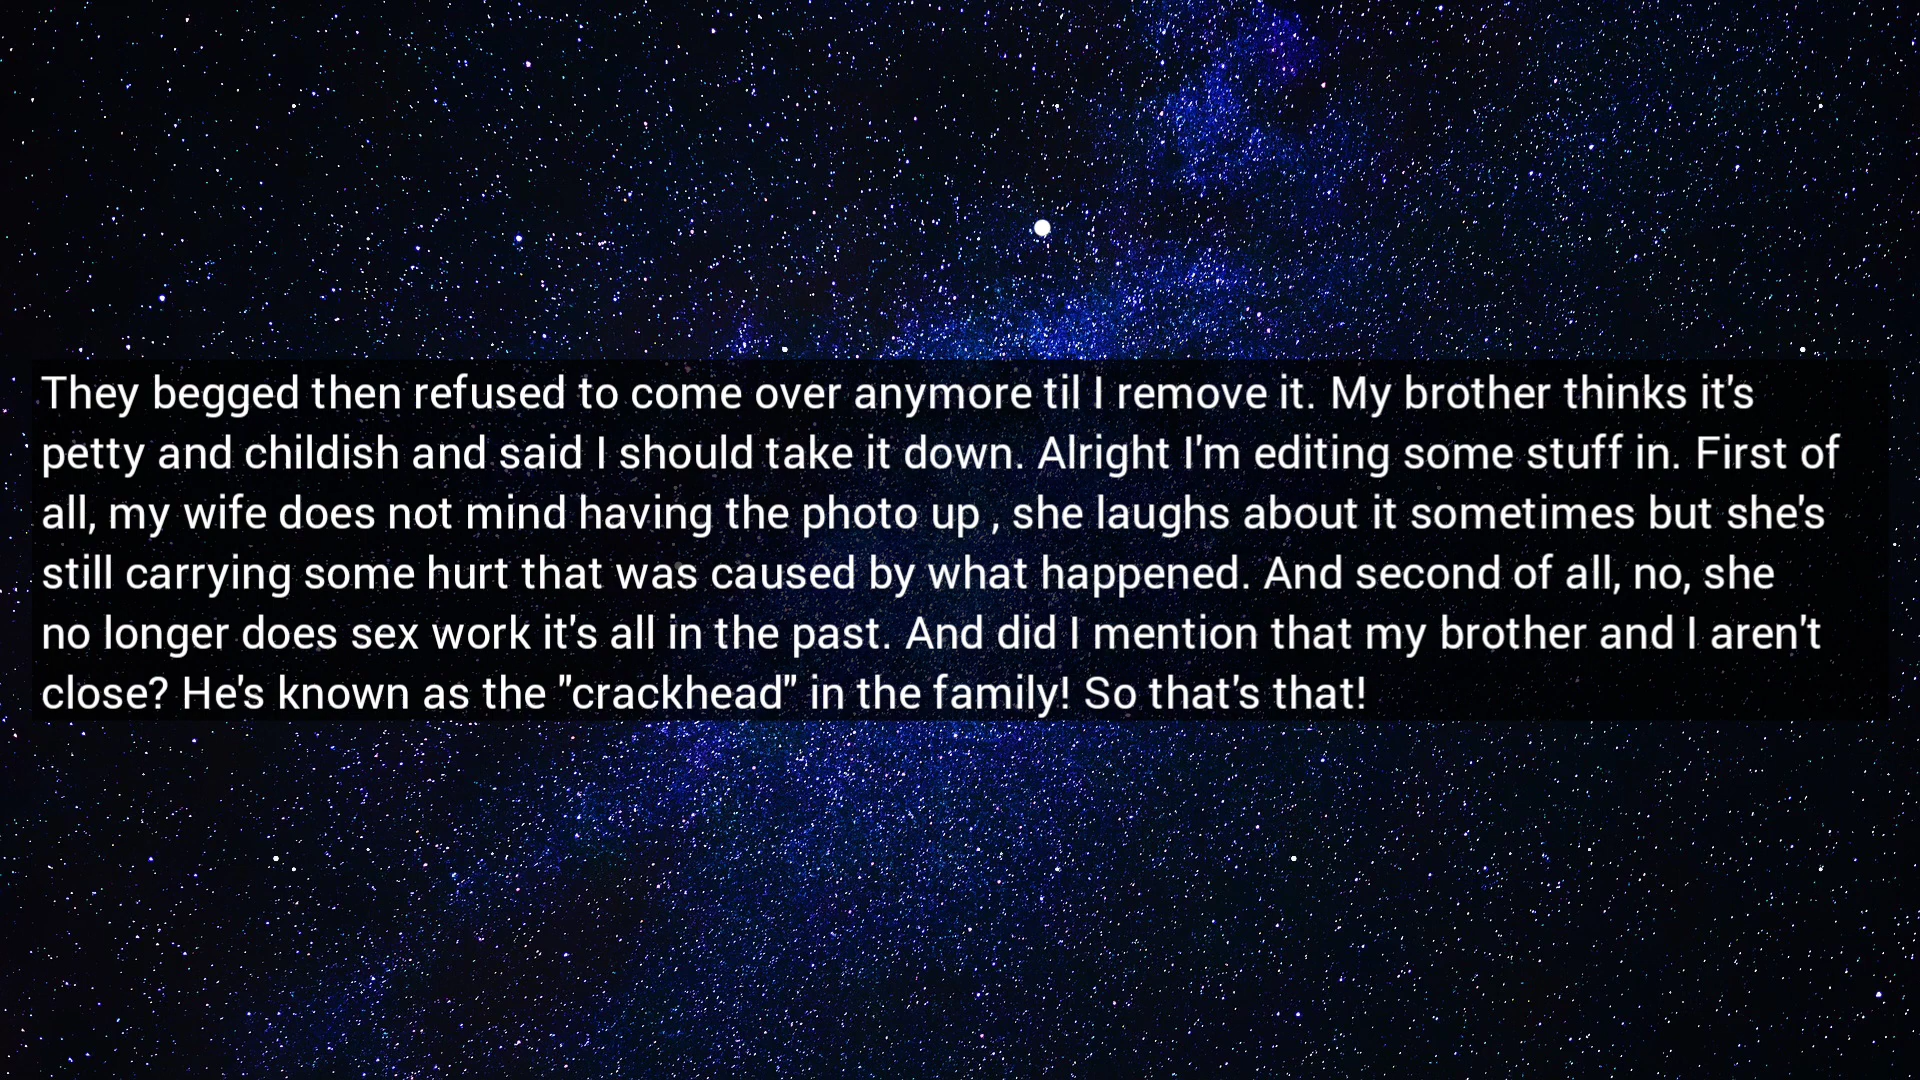 They begged then refused to come over anymore til I remove it. My brother thinks it's
petty and childish and said I should take it down. Alright I'm editing some stuff in. First of
all, my wife does not mind having the photo up , she laughs about it sometimes but she's
still carrying some hurt that was caused by what happened. And second of all, no, she
no longer does sex work it's all in the past. And did I mention that my brother and I aren't
close? He's known as the "crackhead" in the family! So that's that!